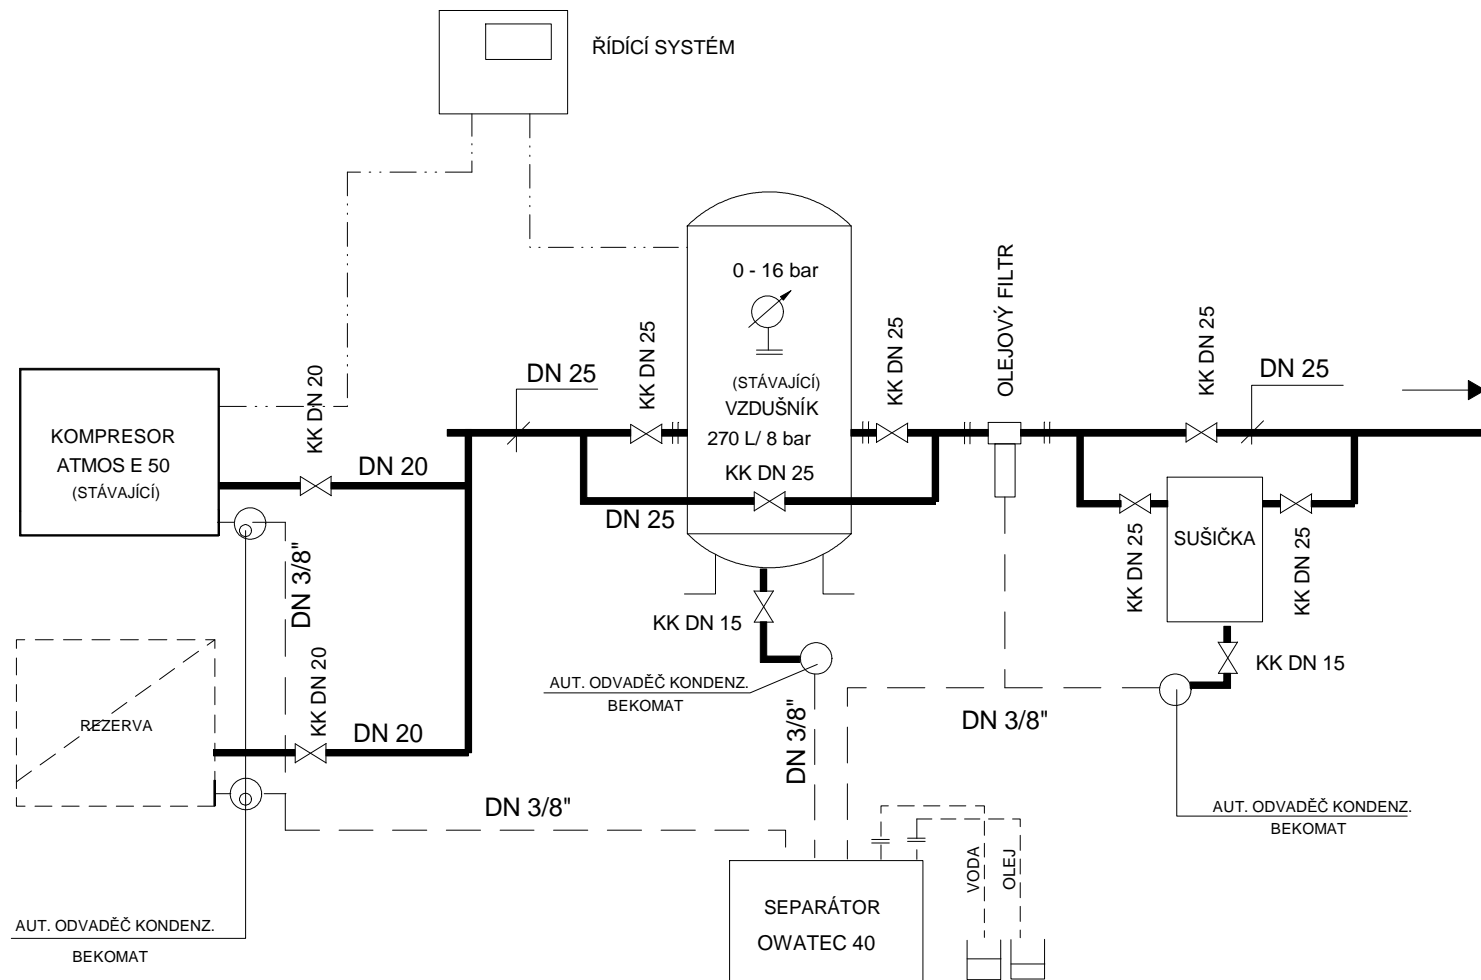 ŘÍDÍCÍ SYSTÉM
0 - 16 bar
(STÁVAJÍCÍ)
VZDUŠNÍK
270 L/ 8 bar
KK DN 25
DN 25
KK DN 25
DN 25
KK DN 25
OLEJOVÝ FILTR
KK DN 25
DN 25
KOMPRESOR
ATMOS E 50
(STÁVAJÍCÍ)
KK DN 20
DN 20
DN 3/8"
KK DN 25
SUŠIČKA
KK DN 25
KK DN 15
KK DN 15
REZERVA
KK DN 20
DN 20
AUT. ODVADĚČ KONDENZ.
BEKOMAT
DN 3/8"
DN 3/8"
DN 3/8"
AUT. ODVADĚČ KONDENZ.
BEKOMAT
VODA
OLEJ
SEPARÁTOR
OWATEC 40
AUT. ODVADĚČ KONDENZ.
BEKOMAT